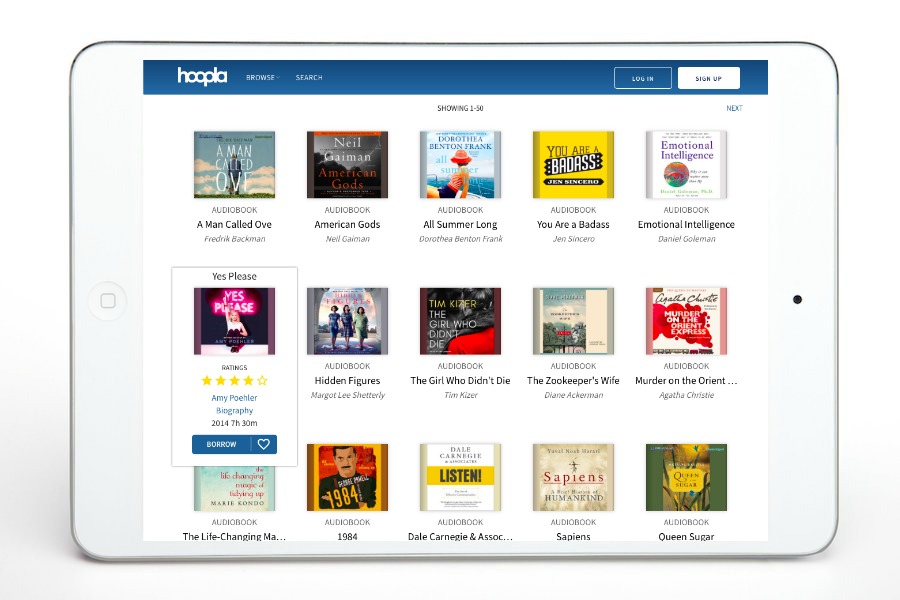 hoopla
BROWSE
SEARCH
LOG IN
SIGN UP
SHOWING 1-50
NEXT
A MAN
CALLED
OVE
AUDIOBOOK
A Man Called Ove
Fredrik Backman
Neil
Gaiman
American
Gods
AUDIOBOOK
American Gods
Neil Gaiman
DOROTHEA
BENTON FRANK
all
summer
long
AUDIOBOOK
All Summer Long
Dorothea Benton Frank
YOU ARE A
BADASS
JEN SINCERO
AUDIOBOOK
You Are a Badass
Jen Sincero
Emotional
Intelligence
Daniel Goleman, Ph.D.
AUDIOBOOK
Emotional Intelligence
Daniel Goleman
Yes Please
YES
PLEASE
AMY POEHLER
RATINGS
Amy Poehler
Biography
2014 7h 30m
BORROW
HIDDEN
FIGURES
AUDIOBOOK
Hidden Figures
Margot Lee Shetterly
TIM KIZER
THE
GIRL WHO
DIDN'T
DIE
AUDIOBOOK
The Girl Who Didn't Die
Tim Kizer
AUDIOBOOK
The Zookeeper's Wife
Diane Ackerman
Agatha Christie
MURDER
ON THE
ORIENT
EXPRESS
AUDIOBOOK
Murder on the Orient ...
Agatha Christie
the
life changing
magic of
tidying up
MARIE KONDO
AUDIOBOOK
The Life-Changing Ma...
GEORGE ORWELL
1984
AUDIOBOOK
1984
DALE
CARNEGIE
& ASSOCIATES
LISTEN!
AUDIOBOOK
Dale Carnegie & Assoc...
Yuval Noah Harari
Sapiens
A Brief History of
HUMANKIND
AUDIOBOOK
Sapiens
QUEEN
SUGAR
AUDIOBOOK
Queen Sugar